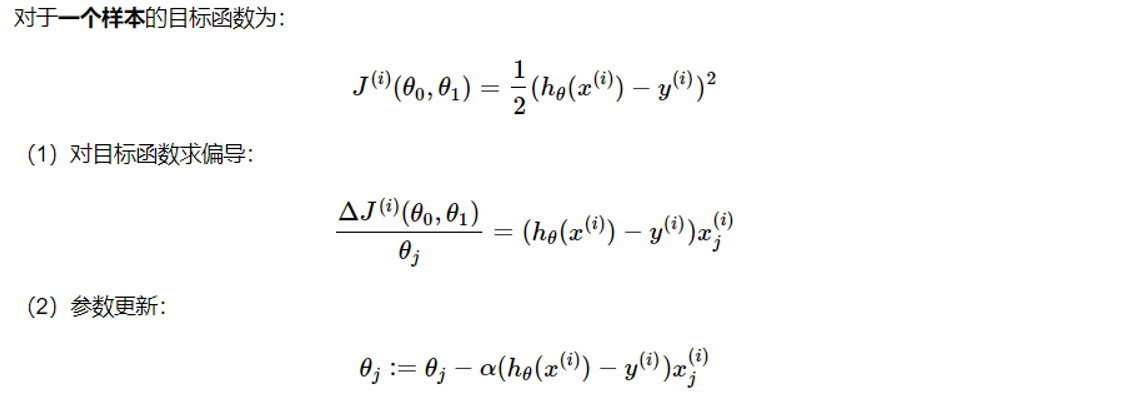 对于一个样本的目标函数为：
J^{(i)}(θ_0, θ_1) = \frac{1}{2}(h_θ(x^{(i)}) − y^{(i)})^2
（1）对目标函数求偏导：
\frac{ΔJ^{(i)}(θ_0, θ_1)}{θ_j} = (h_θ(x^{(i)}) − y^{(i)})x_j^{(i)}
（2）参数更新：
θ_j := θ_j − α(h_θ(x^{(i)}) − y^{(i)})x_j^{(i)}